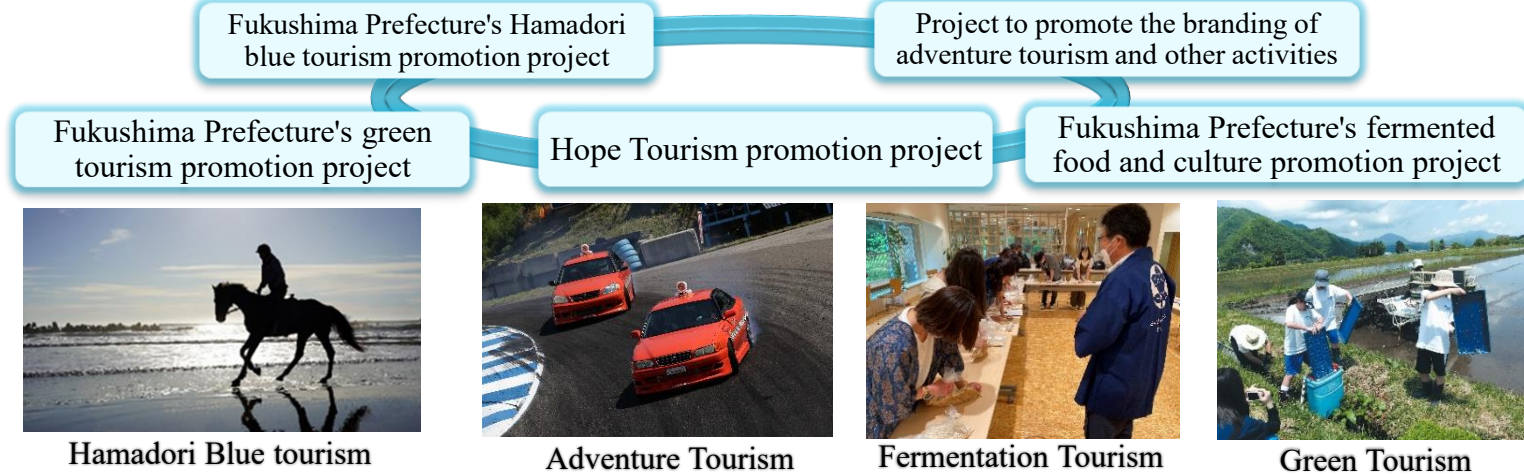 Fukushima Prefecture's Hamadori
blue tourism promotion project
Project to promote the branding of
adventure tourism and other activities
Fukushima Prefecture's green
tourism promotion project
Hope Tourism promotion project
Fukushima Prefecture's fermented
food and culture promotion project
Hamadori Blue tourism
Adventure Tourism
Fermentation Tourism
Green Tourism